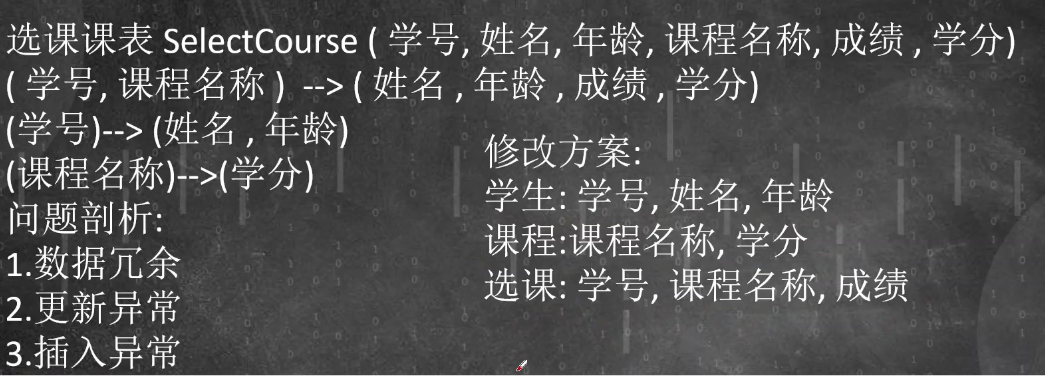 选课课表 SelectCourse ( 学号, 姓名, 年龄, 课程名称, 成绩 , 学分)
( 学号, 课程名称 ) --> ( 姓名 , 年龄 , 成绩 , 学分)
(学号)--> (姓名 , 年龄)
(课程名称)-->(学分)
问题剖析:
1.数据冗余
2.更新异常
3.插入异常
修改方案:
学生: 学号, 姓名, 年龄
课程:课程名称, 学分
选课: 学号, 课程名称, 成绩